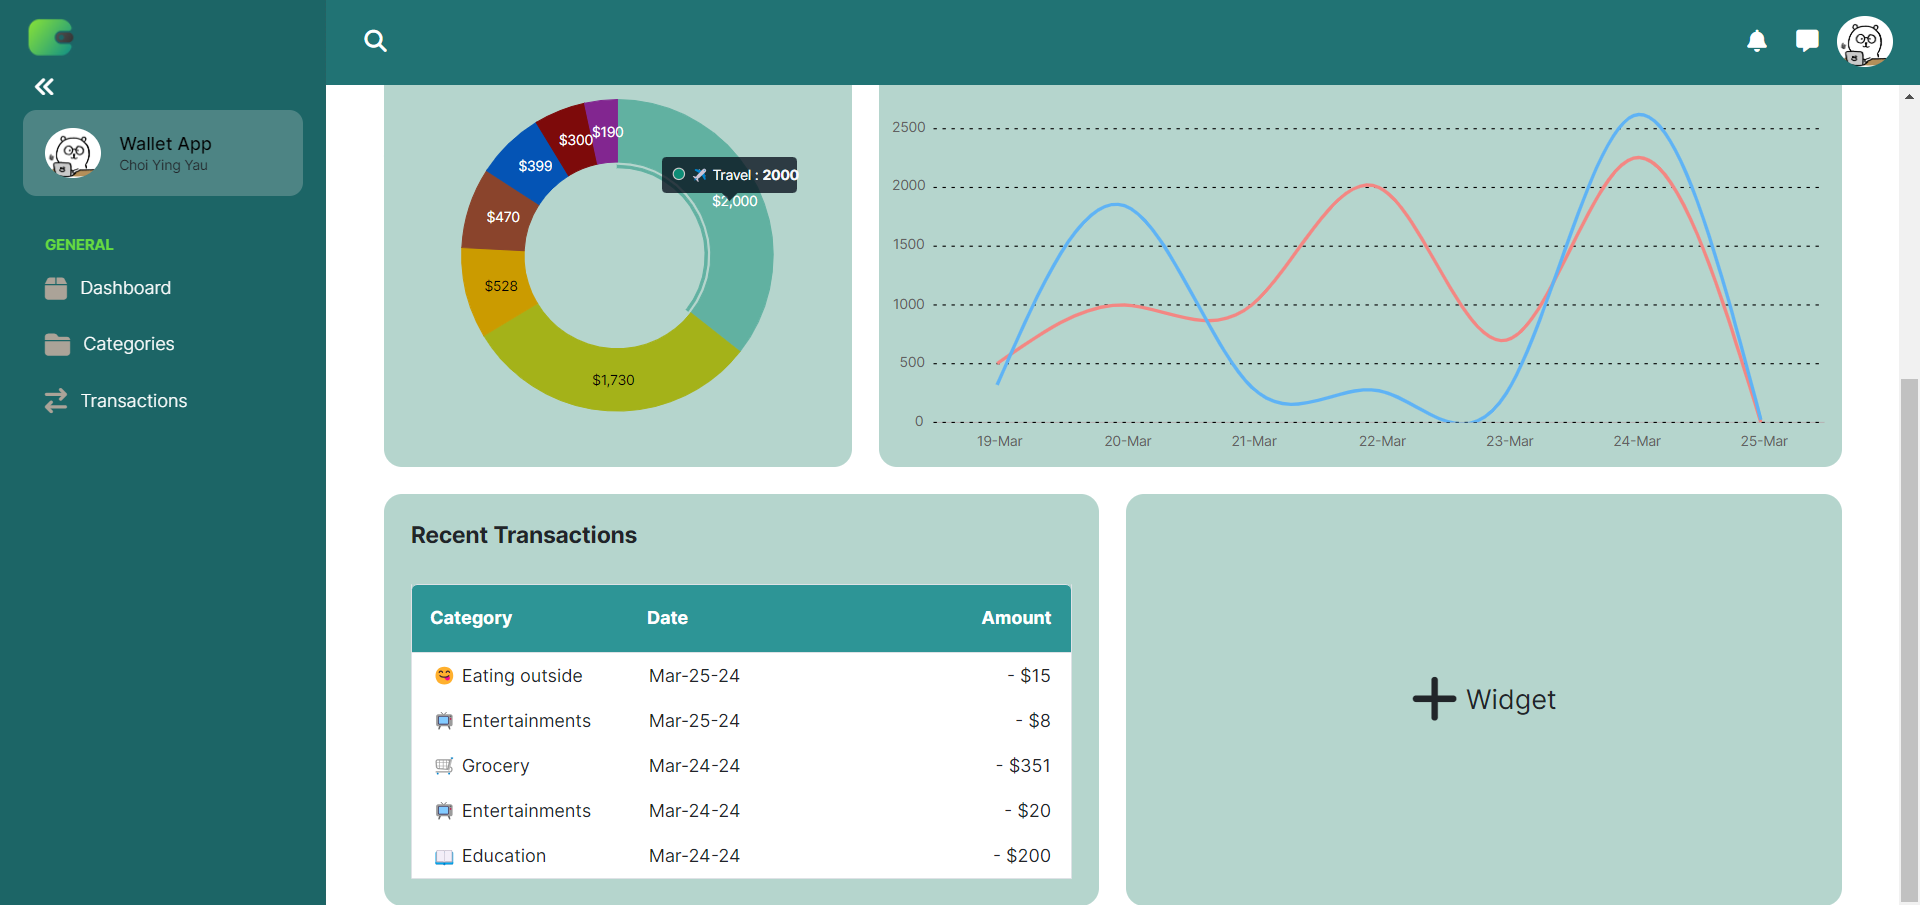 Wallet App
Choi Ying Yau
GENERAL
Dashboard
Categories
Transactions
$190
$300
$399
Travel : 2000
$2,000
$470
$528
$1,730
2500
2000
1500
1000
500
0
19-Mar 20-Mar 21-Mar 22-Mar 23-Mar 24-Mar 25-Mar
Recent Transactions
Category Date Amount
Eating outside Mar-25-24 - $15
Entertainments Mar-25-24 - $8
Grocery Mar-24-24 - $351
Entertainments Mar-24-24 - $20
Education Mar-24-24 - $200
Widget